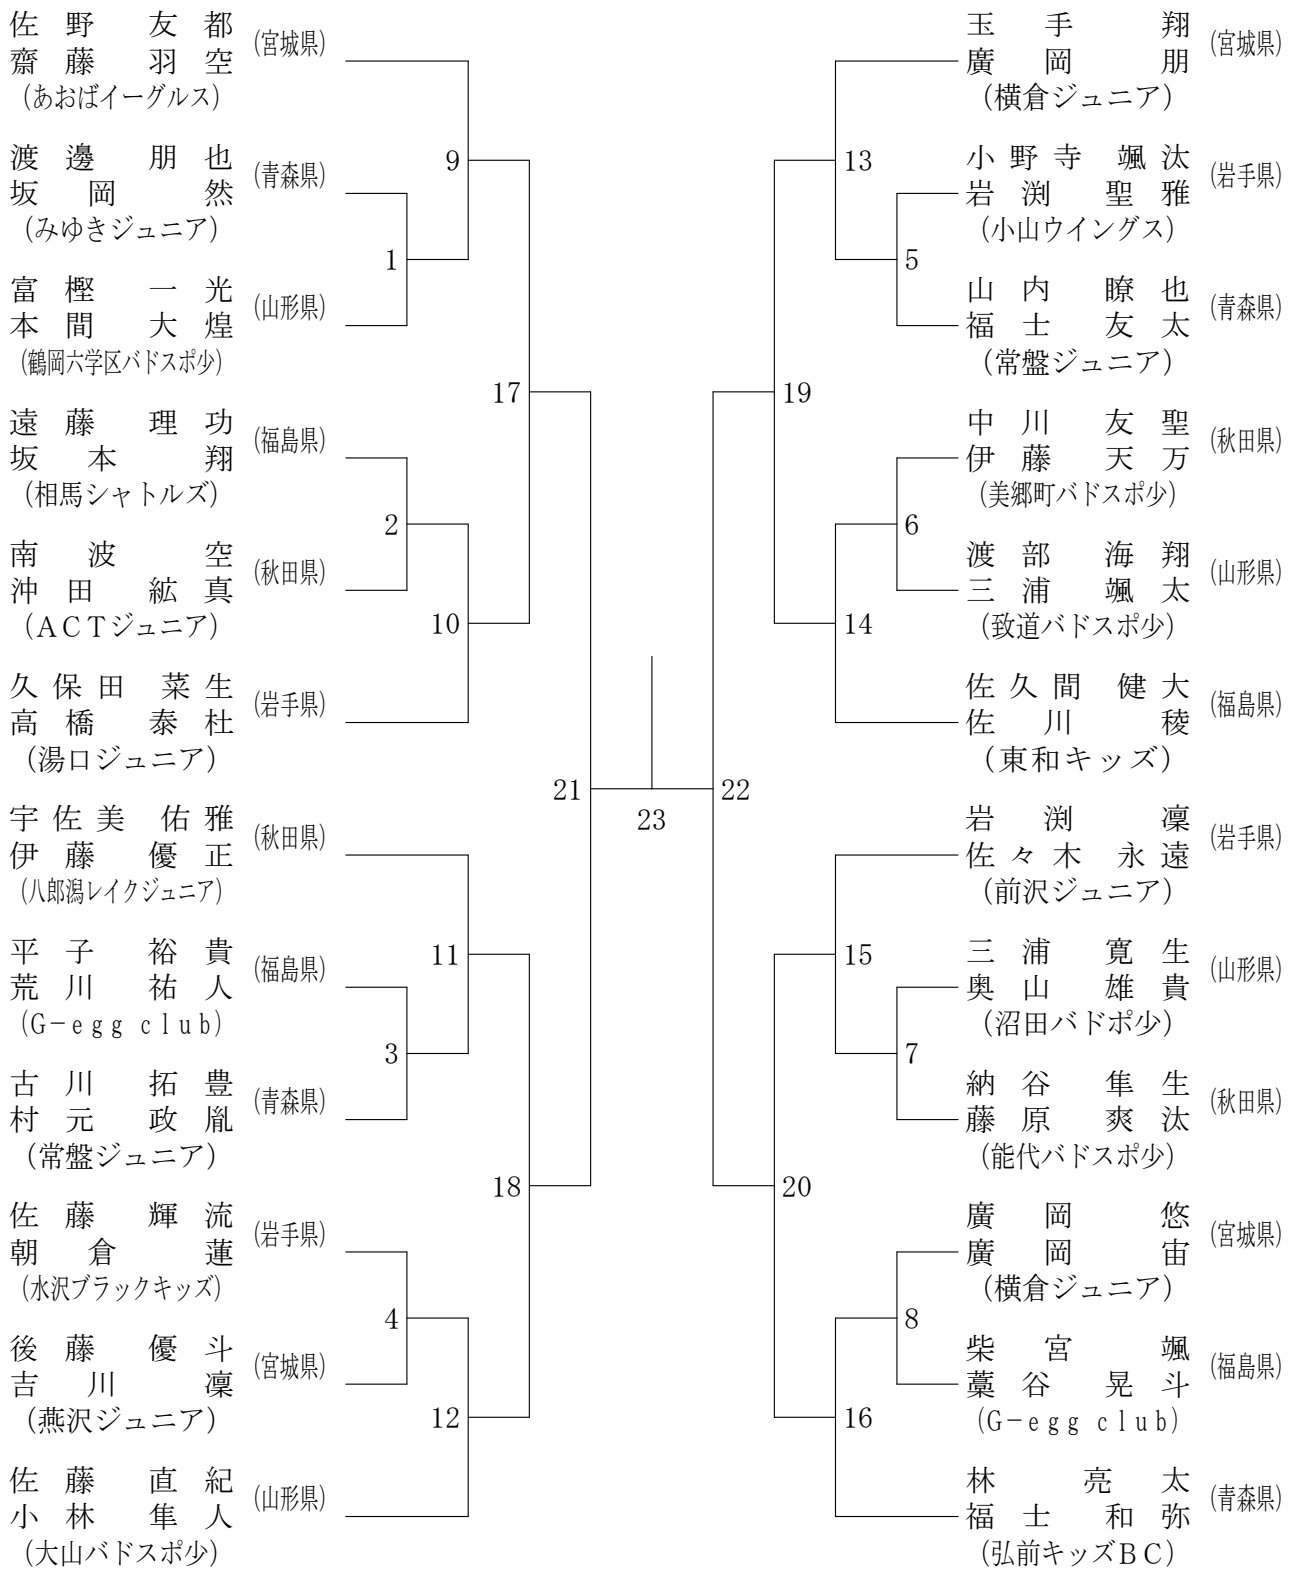 佐野 友都
齋藤 羽空
(宮城県)
(あおばイーグルス)
渡邊 朋也
坂岡 然
(青森県)
(みゆきジュニア)
富樫 一光
本間 大煌
(山形県)
(鶴岡六学区バドスポ少)
遠藤 理功
坂本 翔
(福島県)
(相馬シャトルズ)
南波 空
沖田 絋真
(秋田県)
(ACTジュニア)
久保田 菜生
高橋 泰杜
(岩手県)
(湯口ジュニア)
宇佐美 佑雅
伊藤 優正
(秋田県)
(八郎潟レイクジュニア)
平子 裕貴
荒川 祐人
(福島県)
(G-egg club)
古川 拓豊
村元 政胤
(青森県)
(常盤ジュニア)
佐藤 輝流
朝倉 蓮
(岩手県)
(水沢ブラックキッズ)
後藤 優斗
吉川 凜
(宮城県)
(燕沢ジュニア)
佐藤 直紀
小林 隼人
(山形県)
(大山バドスポ少)
9
1
17
2
10
21
11
3
18
4
12
23
22
13
5
19
6
14
15
7
20
8
16
玉手 翔
廣岡 朋
(宮城県)
(横倉ジュニア)
小野寺 颯汰
岩渕 聖雅
(岩手県)
(小山ウイングス)
山内 瞭也
福士 友太
(青森県)
(常盤ジュニア)
中川 友聖
伊藤 天万
(秋田県)
(美郷町バドスポ少)
渡部 海翔
三浦 颯太
(山形県)
(致道バドスポ少)
佐久間 健大
佐川 稜
(福島県)
(東和キッズ)
岩渕 凜
佐々木 永遠
(岩手県)
(前沢ジュニア)
三浦 寛生
奥山 雄貴
(山形県)
(沼田バドポ少)
納谷 隼生
藤原 爽汰
(秋田県)
(能代バドスポ少)
廣岡 悠
廣岡 宙
(宮城県)
(横倉ジュニア)
柴宮 颯
藁谷 晃斗
(福島県)
(G-egg club)
林 亮太
福士 和弥
(青森県)
(弘前キッズBC)